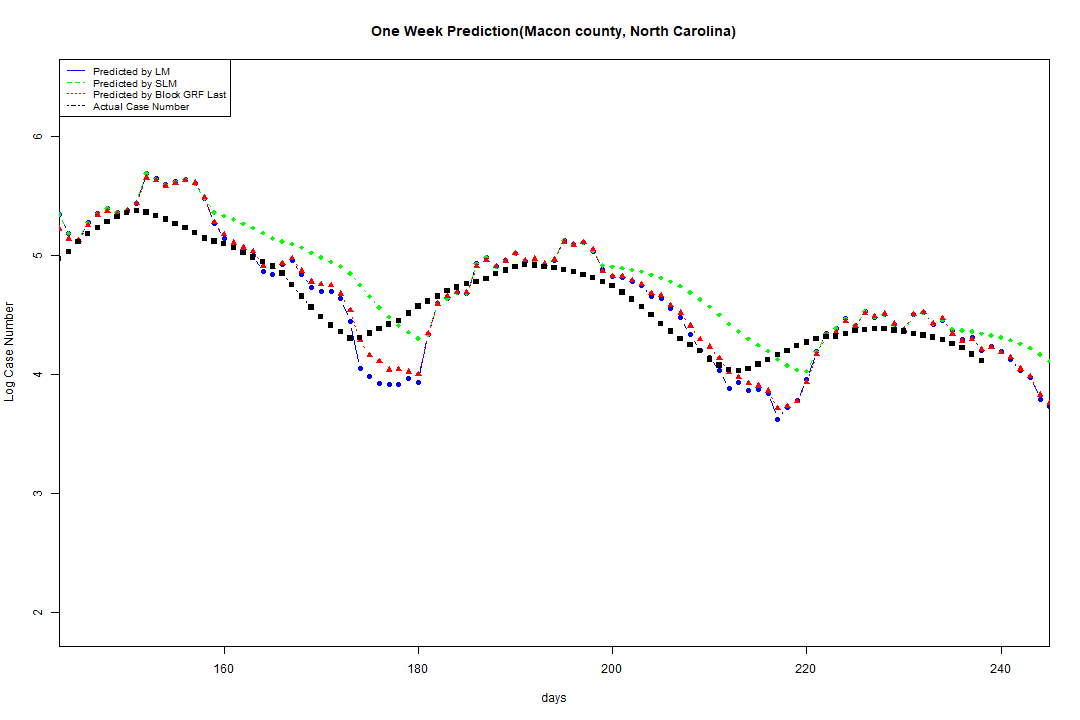 One Week Prediction(Macon county, North Carolina)
Predicted by LM
Predicted by SLM
Predicted by Block GRF Last
Actual Case Number
6
5
4
3
2
Log Case Number
160 180 200 220 240
days